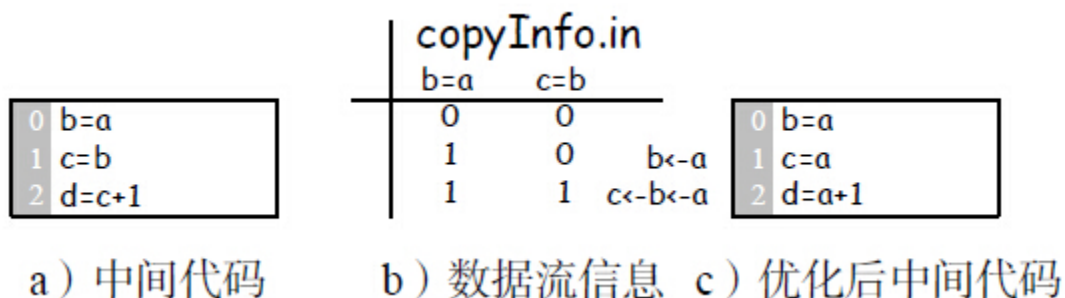 copyInfo.in
b=a c=b
0 b=a
1 c=b
2 d=c+1
0 0
1 0 b<-a
1 1 c<-b<-a
0 b=a
1 c=a
2 d=a+1
a）中间代码
b）数据流信息
c）优化后中间代码